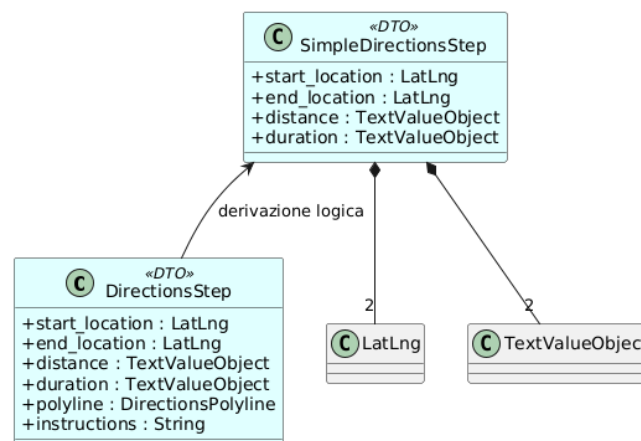 C «DTO»
SimpleDirectionsStep
+start_location : LatLng
+end_location : LatLng
+distance : TextValueObject
+duration : TextValueObject
derivazione logica
C «DTO»
DirectionsStep
+start_location : LatLng
+end_location : LatLng
+distance : TextValueObject
+duration : TextValueObject
+polyline : DirectionsPolyline
+instructions : String
2
2
C LatLng
C TextValueObjec